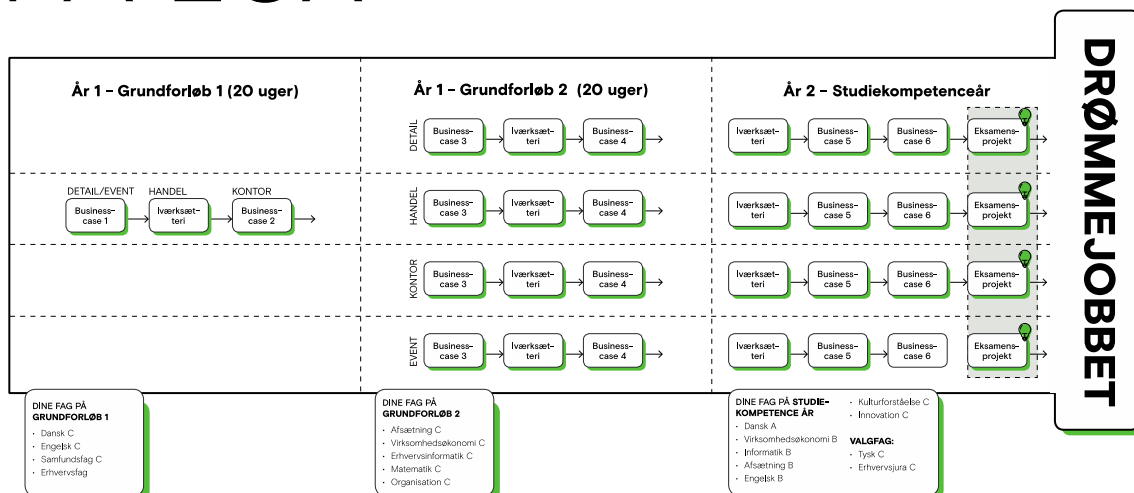 År 1 – Grundforløb 1 (20 uger)
DETAIL/EVENT
HANDEL
KONTOR
Business-
case 1
Iværksæt-
teri
Business-
case 2
År 1 – Grundforløb 2 (20 uger)
DETAIL
Business-
case 3
Iværksæt-
teri
Business-
case 4
HANDEL
Business-
case 3
Iværksæt-
teri
Business-
case 4
KONTOR
Business-
case 3
Iværksæt-
teri
Business-
case 4
EVENT
Business-
case 3
Iværksæt-
teri
Business-
case 4
År 2 – Studiekompetenceår
Iværksæt-
teri
Business-
case 5
Business-
case 6
Eksamens-
projekt
Iværksæt-
teri
Business-
case 5
Business-
case 6
Eksamens-
projekt
Iværksæt-
teri
Business-
case 5
Business-
case 6
Eksamens-
projekt
Iværksæt-
teri
Business-
case 5
Business-
case 6
Eksamens-
projekt
DRØMMEJOBBET
DINE FAG PÅ
GRUNDFORLØB 1
• Dansk C
• Engelsk C
• Samfundsfag C
• Erhvervsfag
DINE FAG PÅ
GRUNDFORLØB 2
• Afsætning C
• Virksomhedsøkonomi C
• Erhvervsinformatik C
• Matematik C
• Organisation C
DINE FAG PÅ STUDIE-
KOMPETENCE ÅR
• Dansk A
• Virksomhedsøkonomi B
• Informatik B
• Afsætning B
• Engelsk B
• Kulturforståelse C
• Innovation C
VALGFAG:
• Tysk C
• Erhvervsjura C